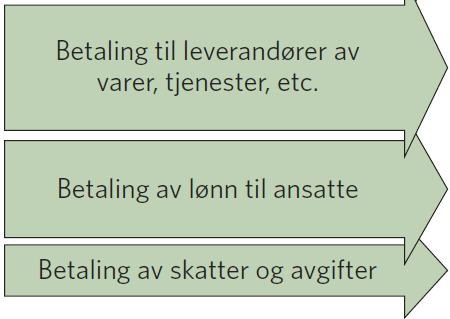 Betaling til leverandører av
varer, tjenester, etc.
Betaling av lønn til ansatte
Betaling av skatter og avgifter